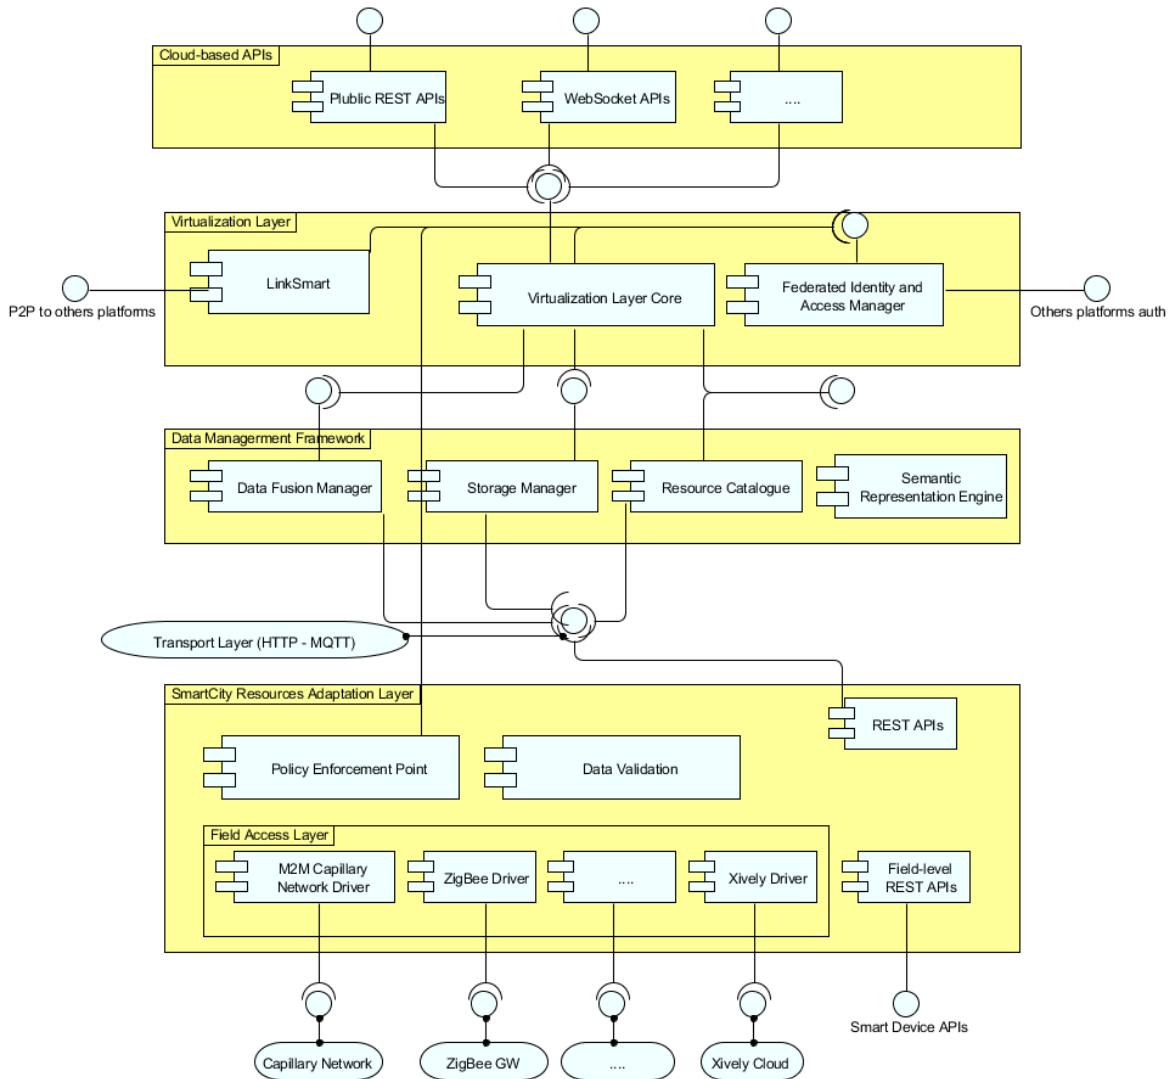 Cloud-based APIs
Plublic REST APIs
WebSocket APIs
....
Virtualization Layer
LinkSmart
Virtualization Layer Core
Federated Identity and
Access Manager
P2P to others platforms
Others platforms auth
Data Managerment Framework
Data Fusion Manager
Storage Manager
Resource Catalogue
Semantic
Representation Engine
Transport Layer (HTTP - MQTT)
SmartCity Resources Adaptation Layer
REST APIs
Policy Enforcement Point
Data Validation
Field Access Layer
M2M Capillary
Network Driver
ZigBee Driver
....
Xively Driver
Field-level
REST APIs
Smart Device APIs
Capillary Network
ZigBee GW
....
Xively Cloud